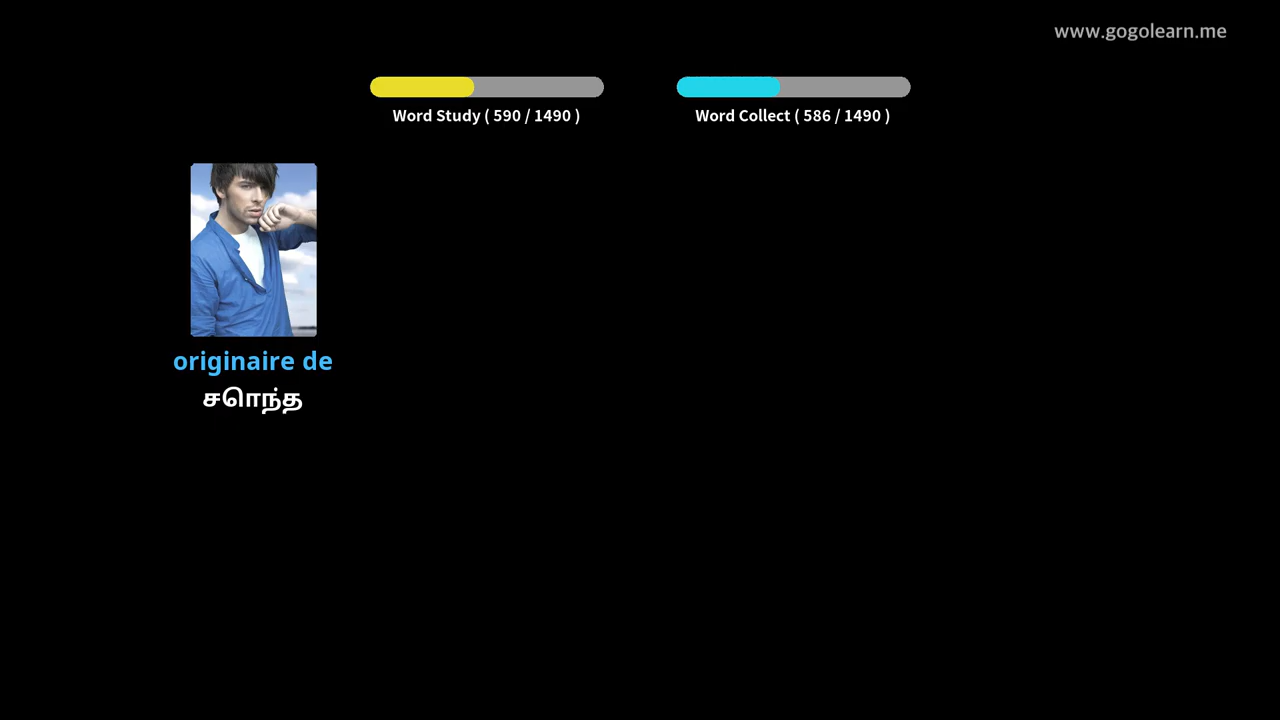 www.gogolearn.me
Word Study ( 590 / 1490 )
Word Collect ( 586 / 1490 )
originaire de
சொந்த